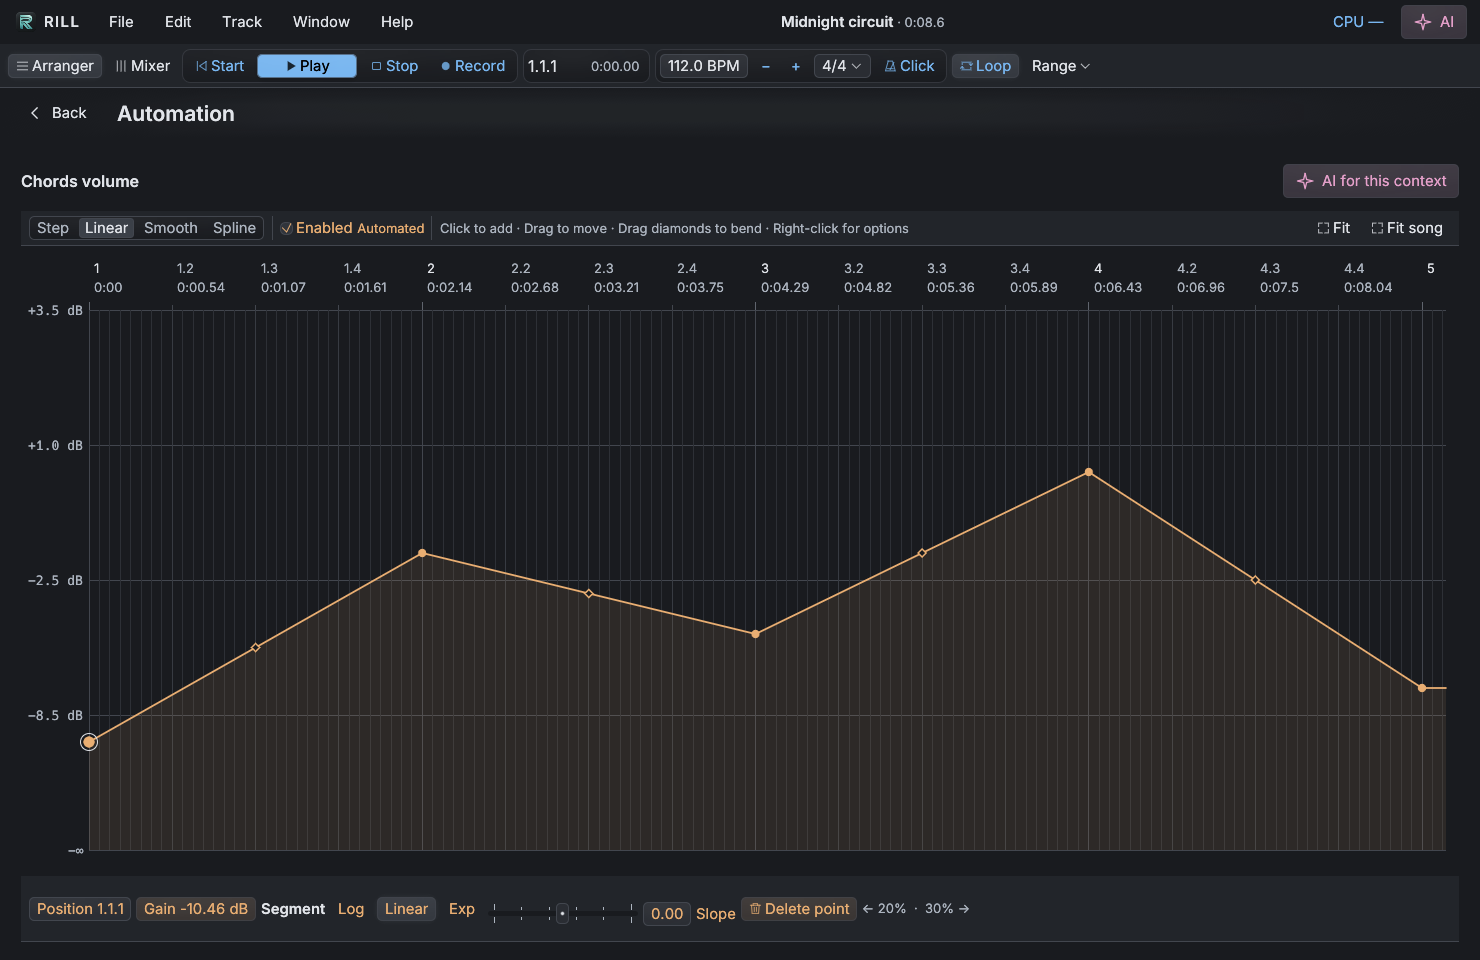 RILL File Edit Track Window Help Midnight circuit · 0:08.6 CPU — AI
Arranger Mixer Start Play Stop Record 1.1.1 0:00.00 112.0 BPM − + 4/4 Click Loop Range
Back Automation
Chords volume AI for this context
Step Linear Smooth Spline Enabled Automated Click to add · Drag to move · Drag diamonds to bend · Right-click for options Fit Fit song
1 1.2 1.3 1.4 2 2.2 2.3 2.4 3 3.2 3.3 3.4 4 4.2 4.3 4.4 5
0:00 0:00.54 0:01.07 0:01.61 0:02.14 0:02.68 0:03.21 0:03.75 0:04.29 0:04.82 0:05.36 0:05.89 0:06.43 0:06.96 0:07.5 0:08.04
+3.5 dB
+1.0 dB
−2.5 dB
−8.5 dB
−∞
Position 1.1.1 Gain -10.46 dB Segment Log Linear Exp 0.00 Slope Delete point ← 20% · 30% →